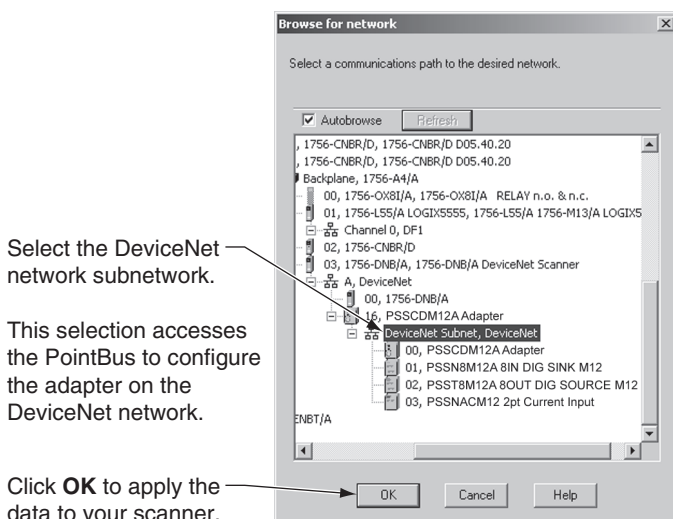 Browse for network
Select a communications path to the desired network.
Autobrowse
Refresh
, 1756-CNBR/D, 1756-CNBR/D D05.40.20
, 1756-CNBR/D, 1756-CNBR/D D05.40.20
Backplane, 1756-A4/A
00, 1756-OX8I/A, 1756-OX8I/A RELAY n.o. & n.c.
01, 1756-L55/A LOGIX5555, 1756-L55/A 1756-M13/A LOGIX5
Channel 0, DF1
02, 1756-CNBR/D
03, 1756-DNB/A, 1756-DNB/A DeviceNet Scanner
A, DeviceNet
00, 1756-DNB/A
16, PSSCDM12A Adapter
DeviceNet Subnet, DeviceNet
00, PSSCDM12A Adapter
01, PSSN8M12A 8IN DIG SINK M12
02, PSST8M12A 8OUT DIG SOURCE M12
03, PSSNACM12 2pt Current Input
ENBT/A
OK
Cancel
Help
Select the DeviceNet
network subnetwork.
This selection accesses
the PointBus to configure
the adapter on the
DeviceNet network.
Click OK to apply the
data to your scanner.